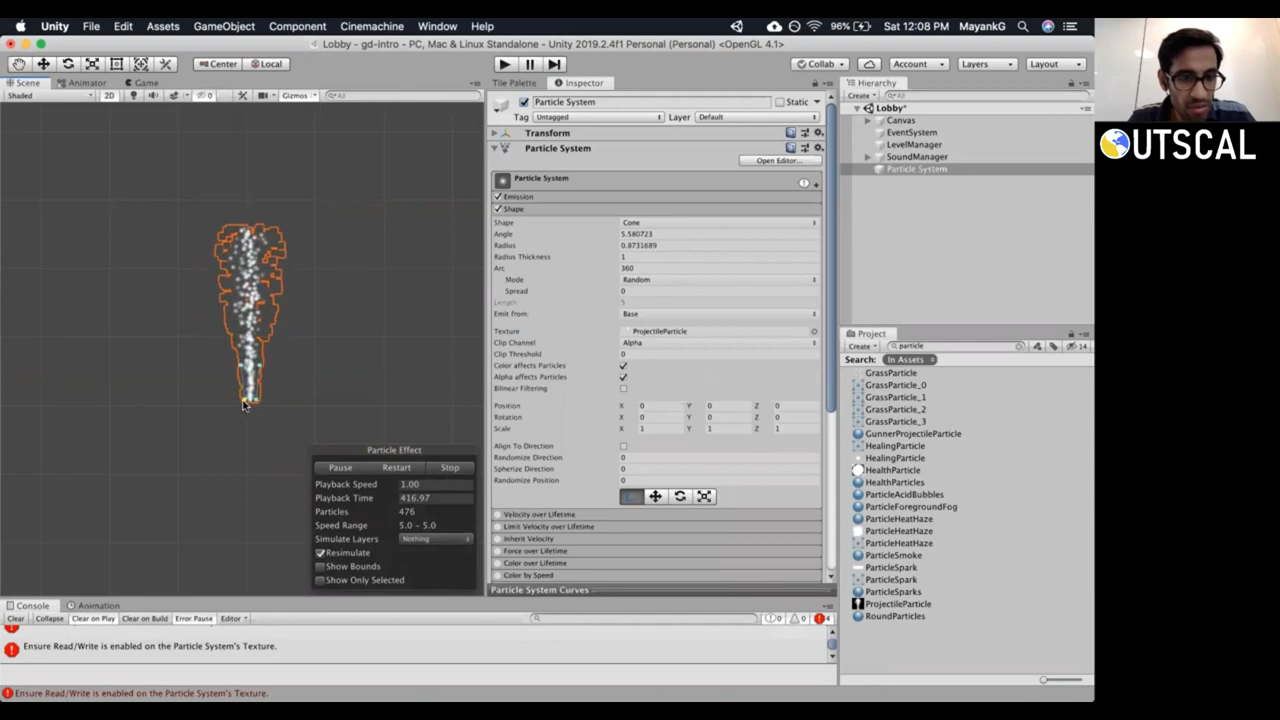 Unity File Edit Assets GameObject Component Cinemachine Window Help 96% Sat 12:08 PM MayankG
Lobby - gd-intro - PC, Mac & Linux Standalone - Unity 2019.2.4f1 Personal (Personal) <OpenGL 4.1>
Center Local Collab Account Layers Layout
Scene Animator Game
Shaded 2D 0 Gizmos All
Tile Palette Inspector
Particle System Static
Tag Untagged Layer Default
Transform
Particle System
Open Editor...
Particle System
Emission
Shape
Shape Cone
Angle 5.580723
Radius 0.8731689
Radius Thickness 1
Arc 360
Mode Random
Spread 0
Length 5
Emit from: Base
Texture ProjectileParticle
Clip Channel Alpha
Clip Threshold 0
Color affects Particles
Alpha affects Particles
Bilinear Filtering
Position X 0 Y 0 Z 0
Rotation X 0 Y 0 Z 0
Scale X 1 Y 1 Z 1
Align To Direction
Randomize Direction 0
Spherize Direction 0
Randomize Position 0
Velocity over Lifetime
Limit Velocity over Lifetime
Inherit Velocity
Force over Lifetime
Color over Lifetime
Color by Speed
Particle System Curves
Particle Effect
Pause Restart Stop
Playback Speed 1.00
Playback Time 416.97
Particles 476
Speed Range 5.0 - 5.0
Simulate Layers Nothing
Resimulate
Show Bounds
Show Only Selected
Hierarchy
Create All
Lobby*
Canvas
EventSystem
LevelManager
SoundManager
Particle System
Project
Create particle 14
Search: In Assets
GrassParticle
GrassParticle_0
GrassParticle_1
GrassParticle_2
GrassParticle_3
GunnerProjectileParticle
HealingParticle
HealingParticle
HealthParticle
HealthParticles
ParticleAcidBubbles
ParticleForegroundFog
ParticleHeatHaze
ParticleHeatHaze
ParticleHeatHaze
ParticleSmoke
ParticleSpark
ParticleSpark
ParticleSparks
ProjectileParticle
RoundParticles
Console Animation
Clear Collapse Clear on Play Clear on Build Error Pause Editor 0 0 4
Ensure Read/Write is enabled on the Particle System's Texture.
Ensure Read/Write is enabled on the Particle System's Texture.
OUTSCAL